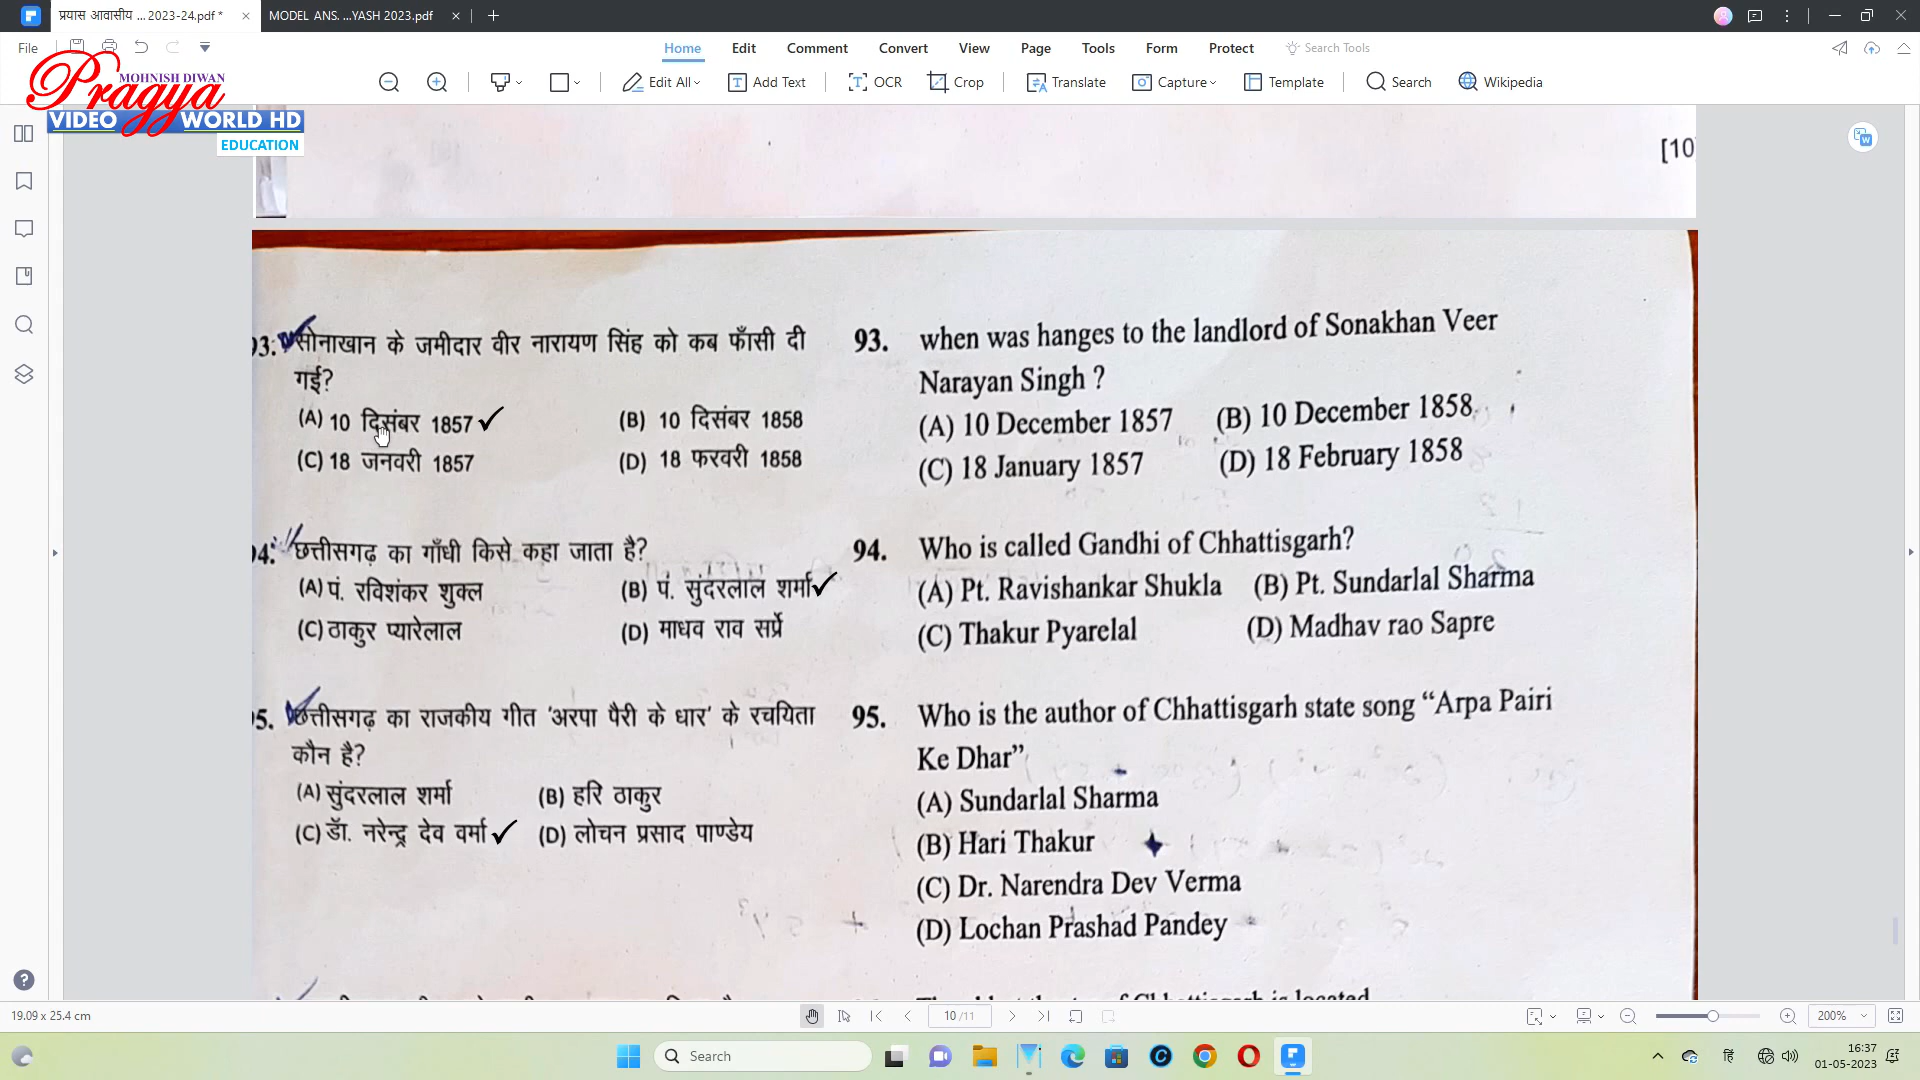 प्रयास आवासीय ... 2023-24.pdf *
MODEL ANS. ...YASH 2023.pdf
File
Home Edit Comment Convert View Page Tools Form Protect Search Tools
Edit All Add Text OCR Crop Translate Capture Template Search Wikipedia
MOHNISH DIWAN
Pragya
VIDEO WORLD HD
EDUCATION
[10]
93. सोनाखान के जमीदार वीर नारायण सिंह को कब फाँसी दी
गई?
(A) 10 दिसंबर 1857 (B) 10 दिसंबर 1858
(C) 18 जनवरी 1857 (D) 18 फरवरी 1858
94. छत्तीसगढ़ का गाँधी किसे कहा जाता है?
(A) पं. रविशंकर शुक्ल (B) पं. सुंदरलाल शर्मा
(C) ठाकुर प्यारेलाल (D) माधव राव सप्रे
95. छत्तीसगढ़ का राजकीय गीत 'अरपा पैरी के धार' के रचयिता
कौन है?
(A) सुंदरलाल शर्मा (B) हरि ठाकुर
(C) डॉ. नरेन्द्र देव वर्मा (D) लोचन प्रसाद पाण्डेय
93. when was hanges to the landlord of Sonakhan Veer
Narayan Singh ?
(A) 10 December 1857 (B) 10 December 1858
(C) 18 January 1857 (D) 18 February 1858
94. Who is called Gandhi of Chhattisgarh?
(A) Pt. Ravishankar Shukla (B) Pt. Sundarlal Sharma
(C) Thakur Pyarelal (D) Madhav rao Sapre
95. Who is the author of Chhattisgarh state song “Arpa Pairi
Ke Dhar”
(A) Sundarlal Sharma
(B) Hari Thakur
(C) Dr. Narendra Dev Verma
(D) Lochan Prashad Pandey
19.09 x 25.4 cm
10 /11
200%
Search
हिं
16:37
01-05-2023